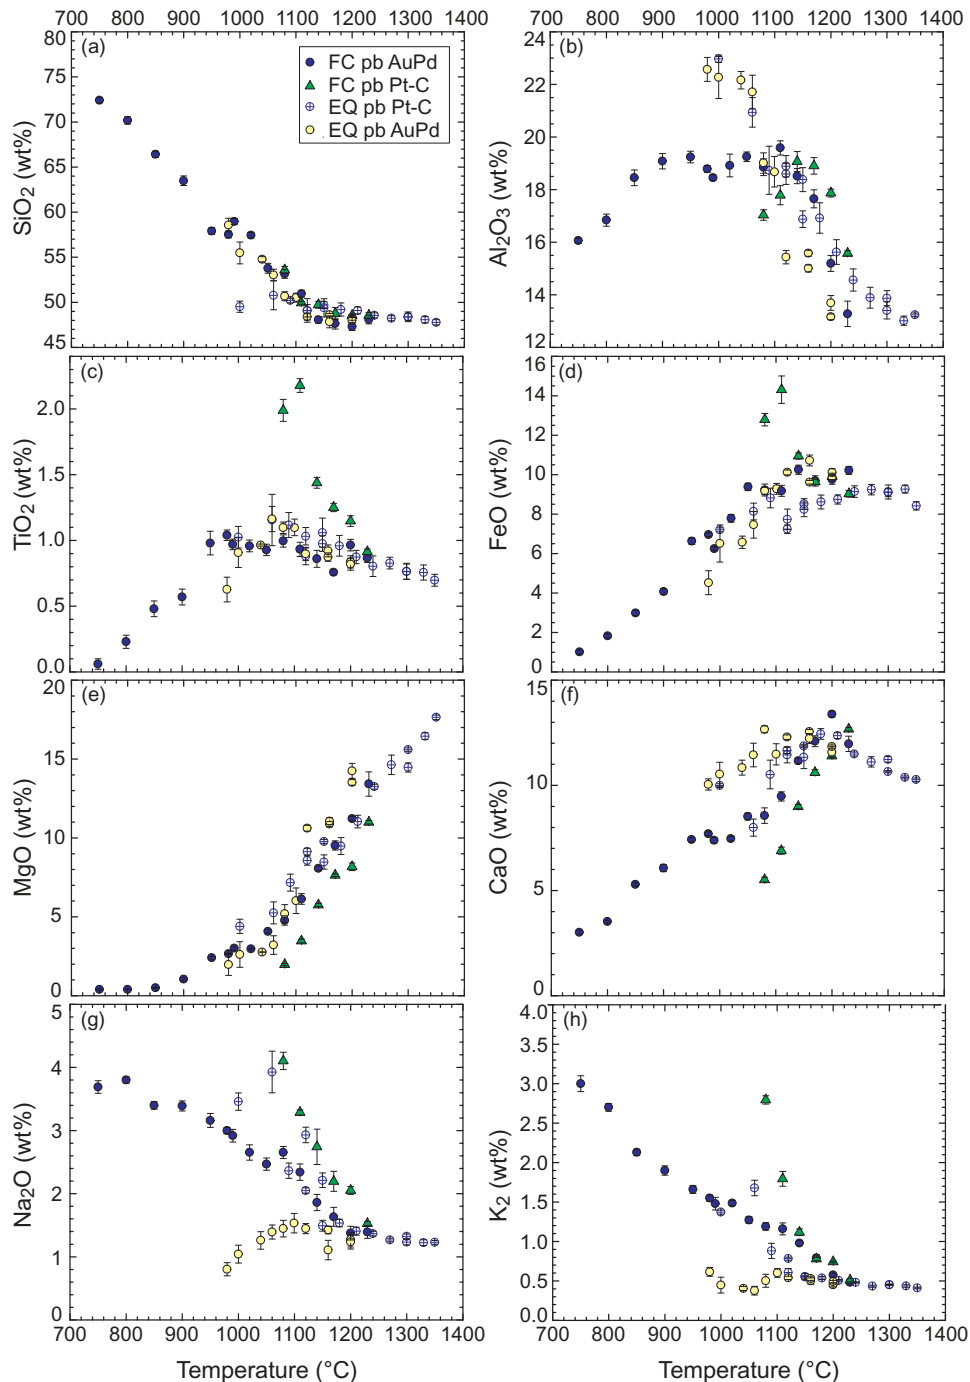 700 800 900 1000 1100 1200 1300 1400
700 800 900 1000 1100 1200 1300 1400
(a)
FC pb AuPd
FC pb Pt-C
EQ pb Pt-C
EQ pb AuPd
80
75
70
65
60
55
50
45
SiO2 (wt%)
(b)
24
22
20
18
16
14
12
Al2O3 (wt%)
(c)
2.0
1.5
1.0
0.5
0.0
TiO2 (wt%)
(d)
16
14
12
10
8
6
4
2
0
FeO (wt%)
(e)
20
15
10
5
0
MgO (wt%)
(f)
15
10
5
0
CaO (wt%)
(g)
4
3
2
1
0
Na2O (wt%)
(h)
4.0
3.5
3.0
2.5
2.0
1.5
1.0
0.5
0.0
K2 (wt%)
700 800 900 1000 1100 1200 1300 1400
700 800 900 1000 1100 1200 1300 1400
Temperature (°C)
Temperature (°C)